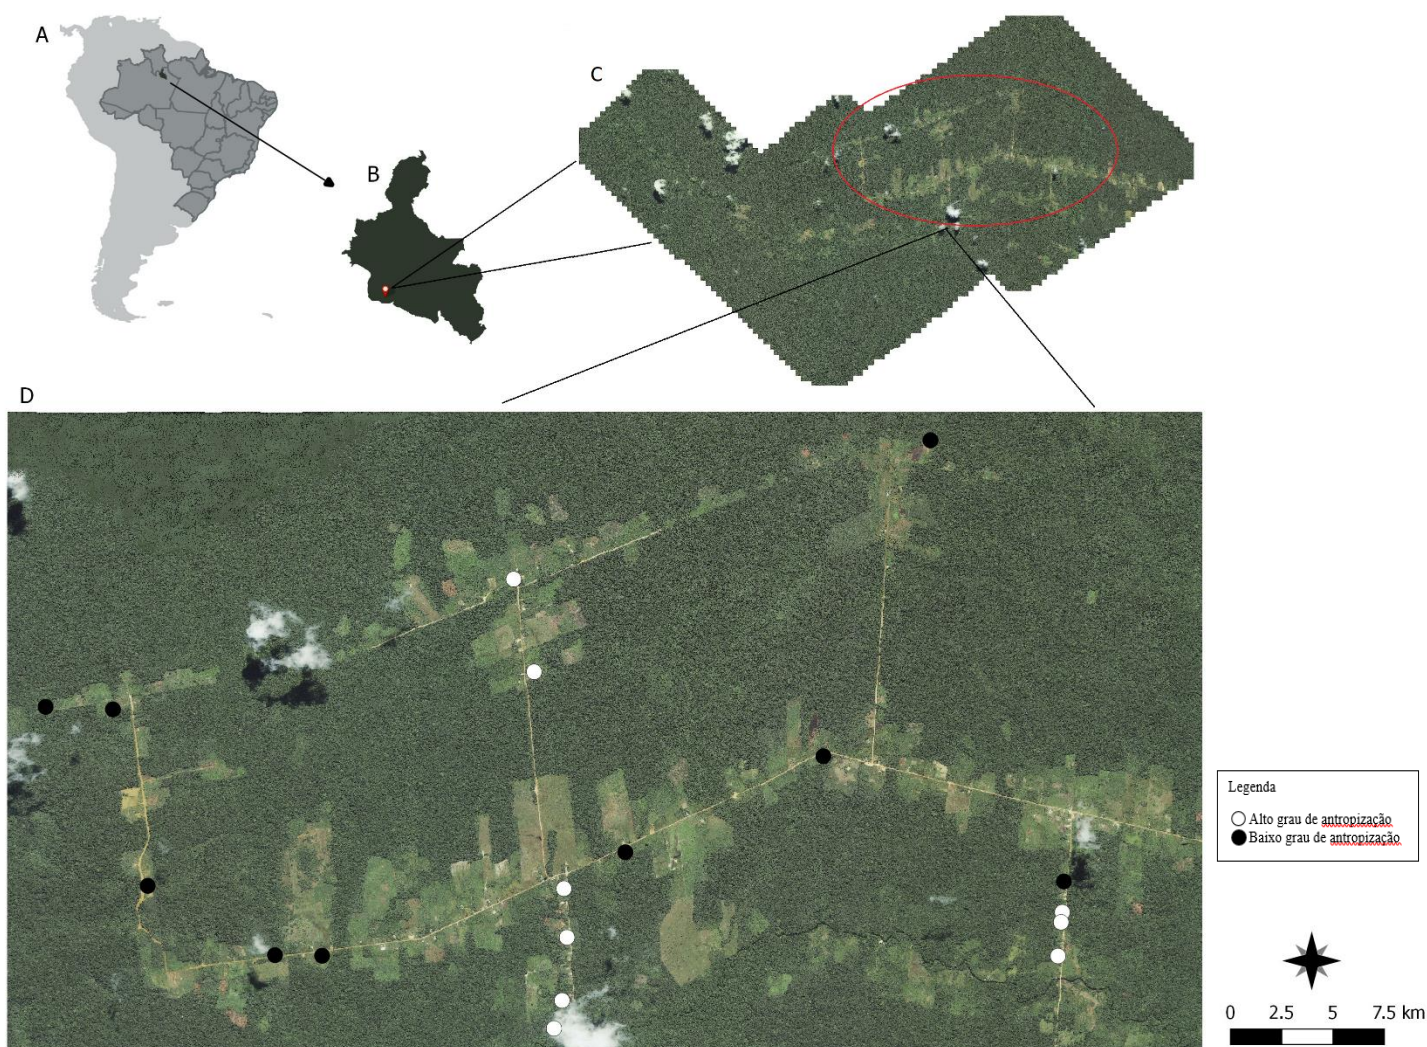 A
B
C
D
Legenda
Alto grau de antropização
Baixo grau de antropização
0 2.5 5 7.5 km